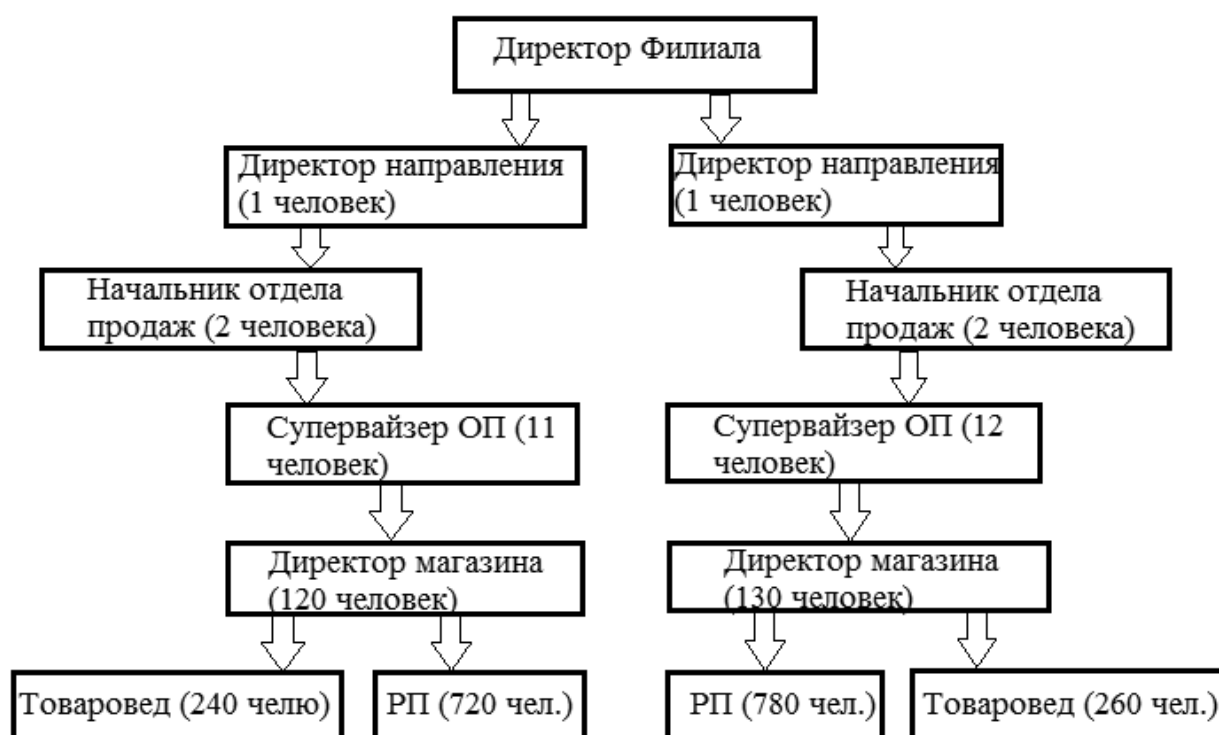 Директор Филиала
Директор направления
(1 человек)
Директор направления
(1 человек)
Начальник отдела
продаж (2 человека)
Начальник отдела
продаж (2 человека)
Супервайзер ОП (11
человек)
Супервайзер ОП (12
человек)
Директор магазина
(120 человек)
Директор магазина
(130 человек)
Товаровед (240 челю)
РП (720 чел.)
РП (780 чел.)
Товаровед (260 чел.)